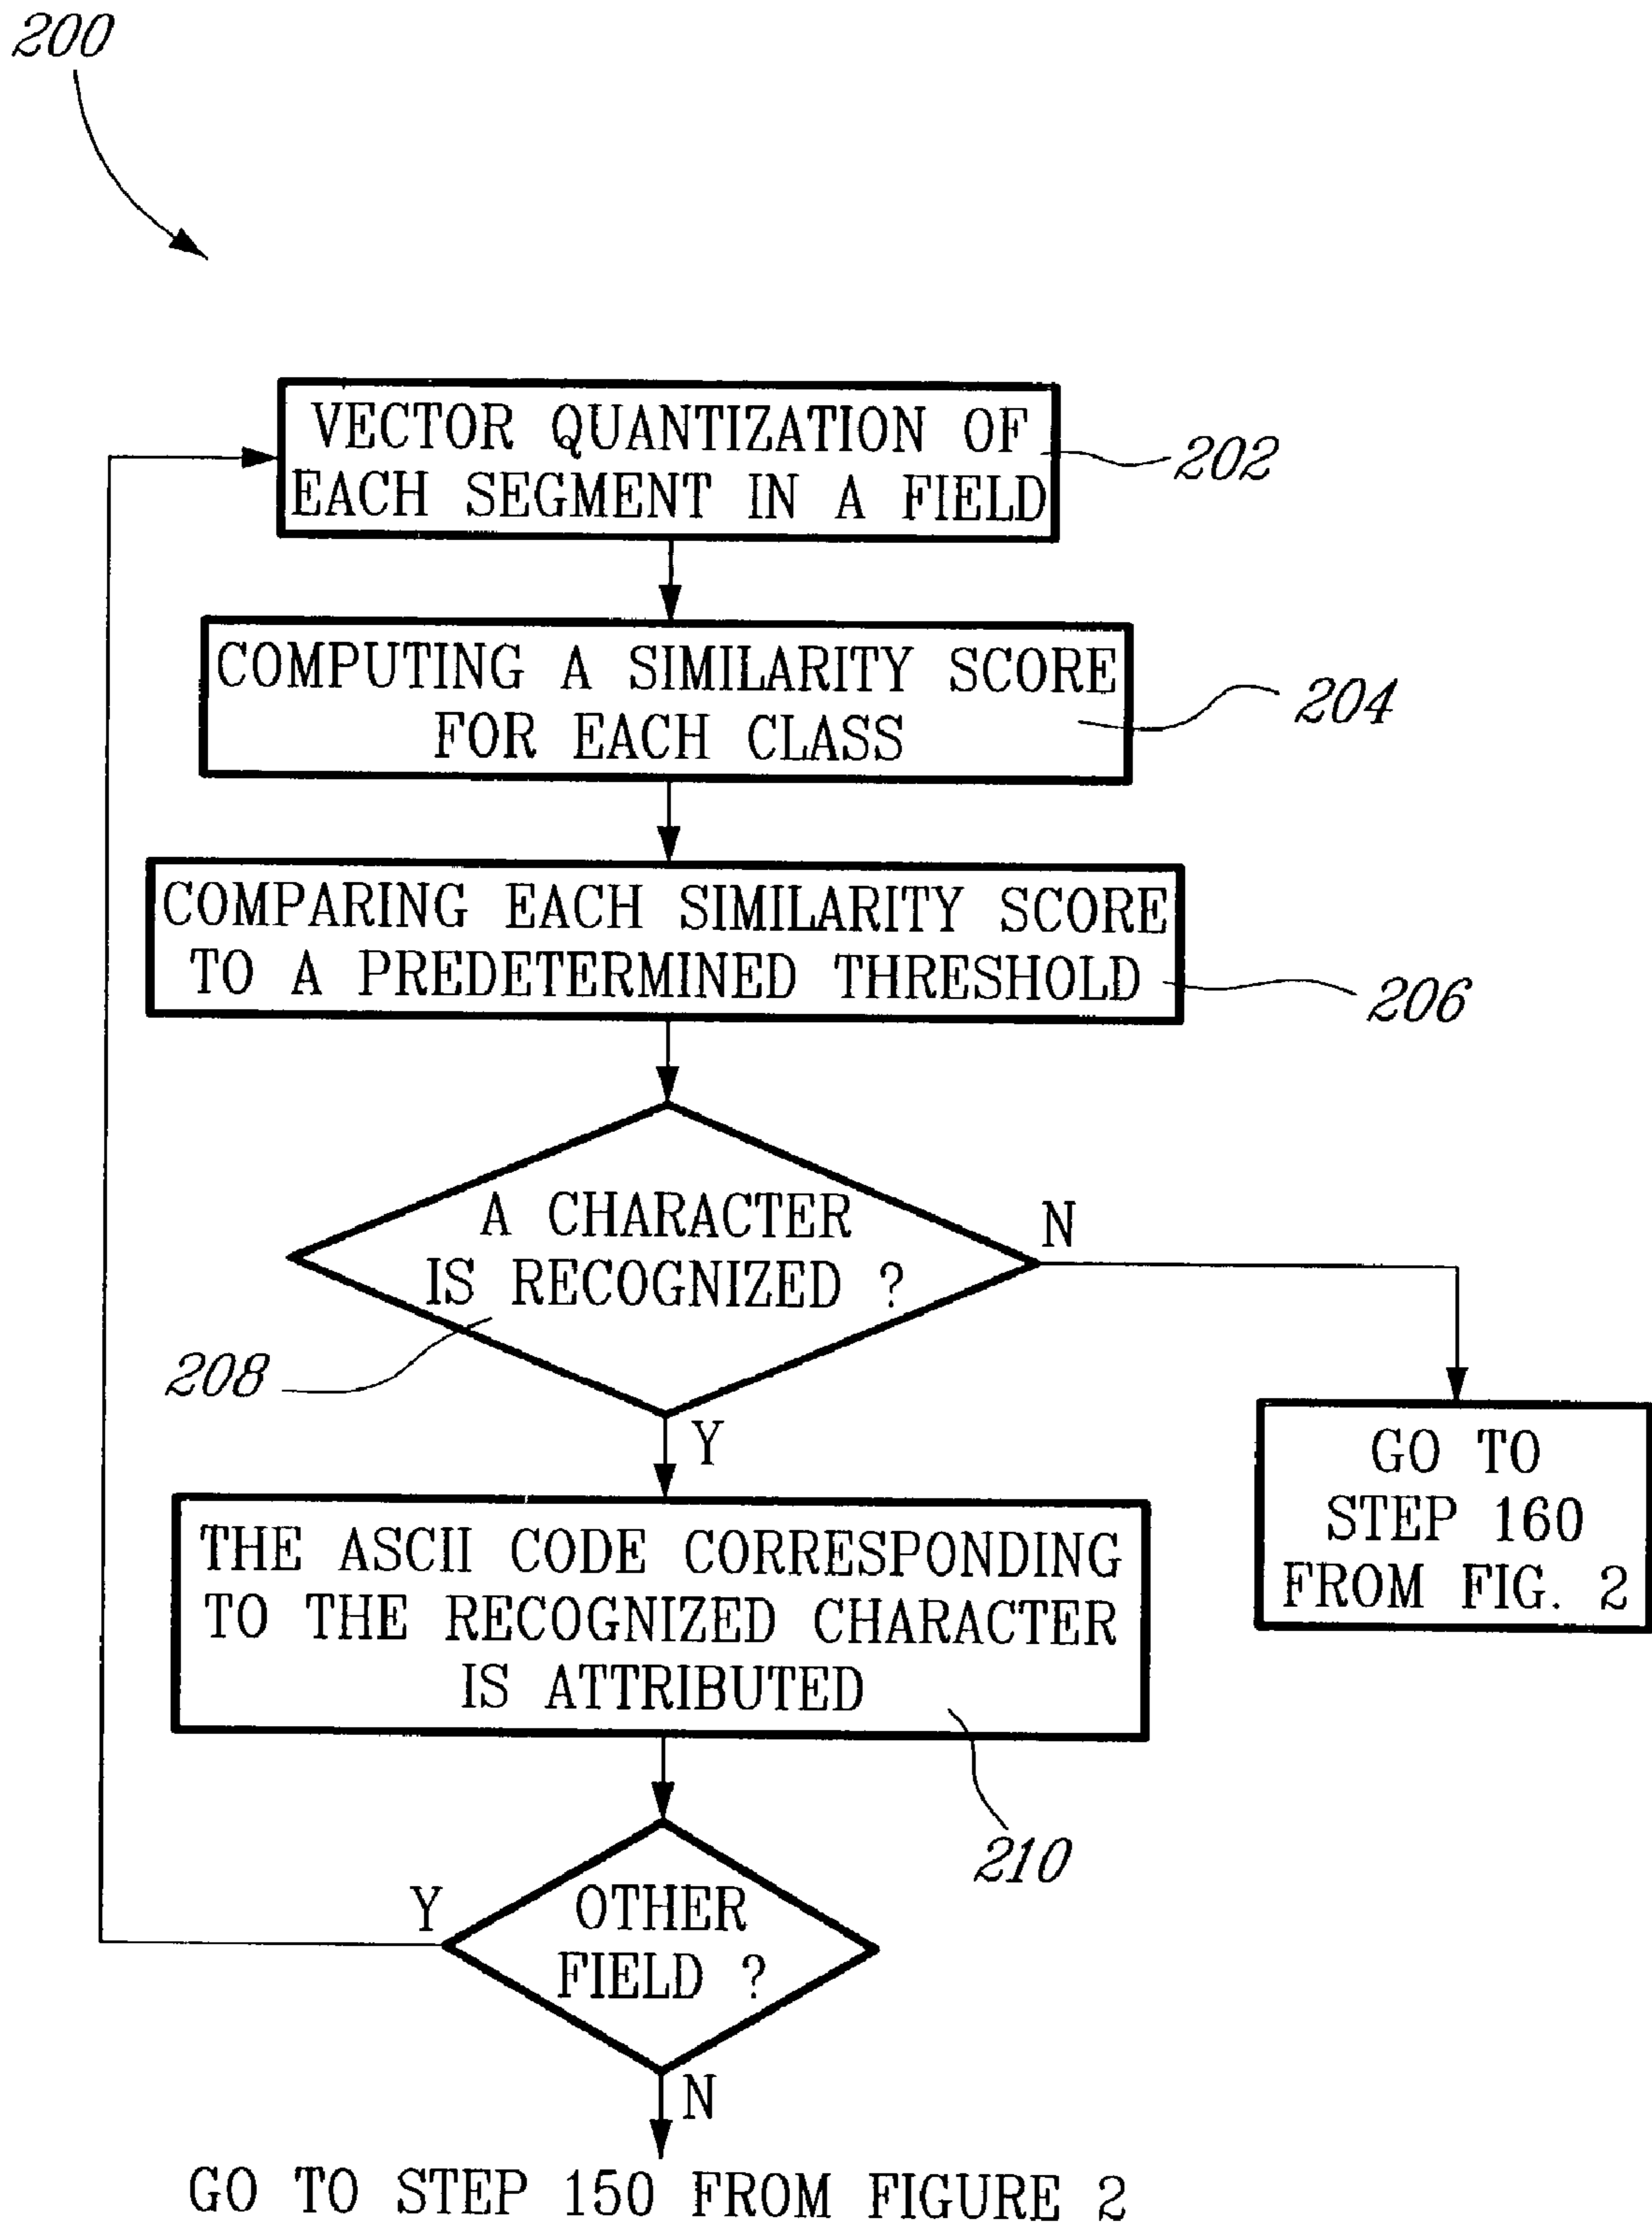 200
VECTOR QUANTIZATION OF
EACH SEGMENT IN A FIELD
202
COMPUTING A SIMILARITY SCORE
FOR EACH CLASS
204
COMPARING EACH SIMILARITY SCORE
TO A PREDETERMINED THRESHOLD
206
A CHARACTER
IS RECOGNIZED ?
N
208
Y
GO TO
STEP 160
FROM FIG. 2
THE ASCII CODE CORRESPONDING
TO THE RECOGNIZED CHARACTER
IS ATTRIBUTED
210
Y
OTHER
FIELD ?
N
GO TO STEP 150 FROM FIGURE 2